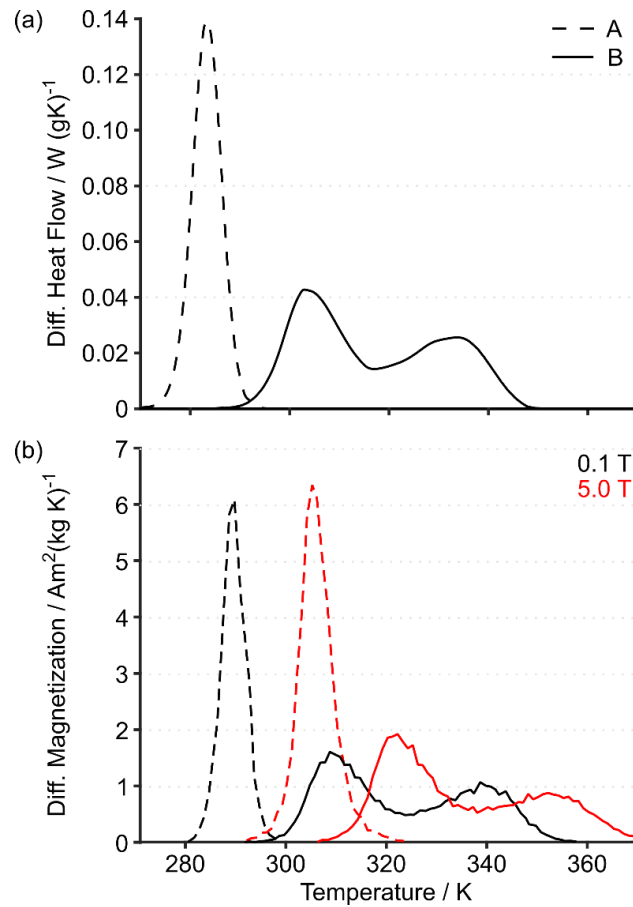 (a)
0.14
0.12
0.10
0.08
0.06
0.04
0.02
0
Diff. Heat Flow / W (gK)⁻¹
A
B
(b)
7
6
5
4
3
2
1
0
Diff. Magnetization / Am²(kg K)⁻¹
0.1 T
5.0 T
280 300 320 340 360
Temperature / K